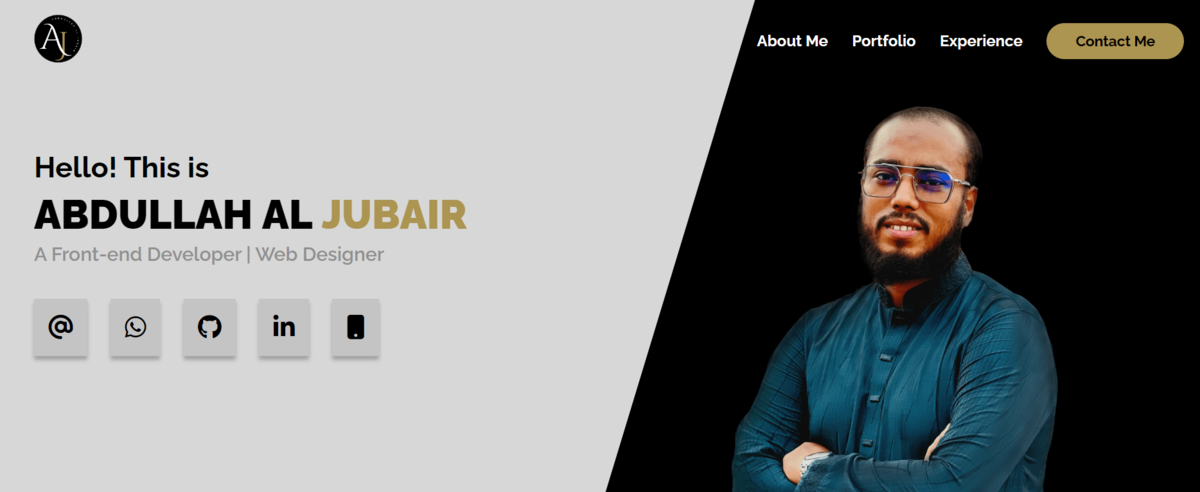 AJ
About Me Portfolio Experience Contact Me
Hello! This is
ABDULLAH AL JUBAIR
A Front-end Developer | Web Designer
@
in